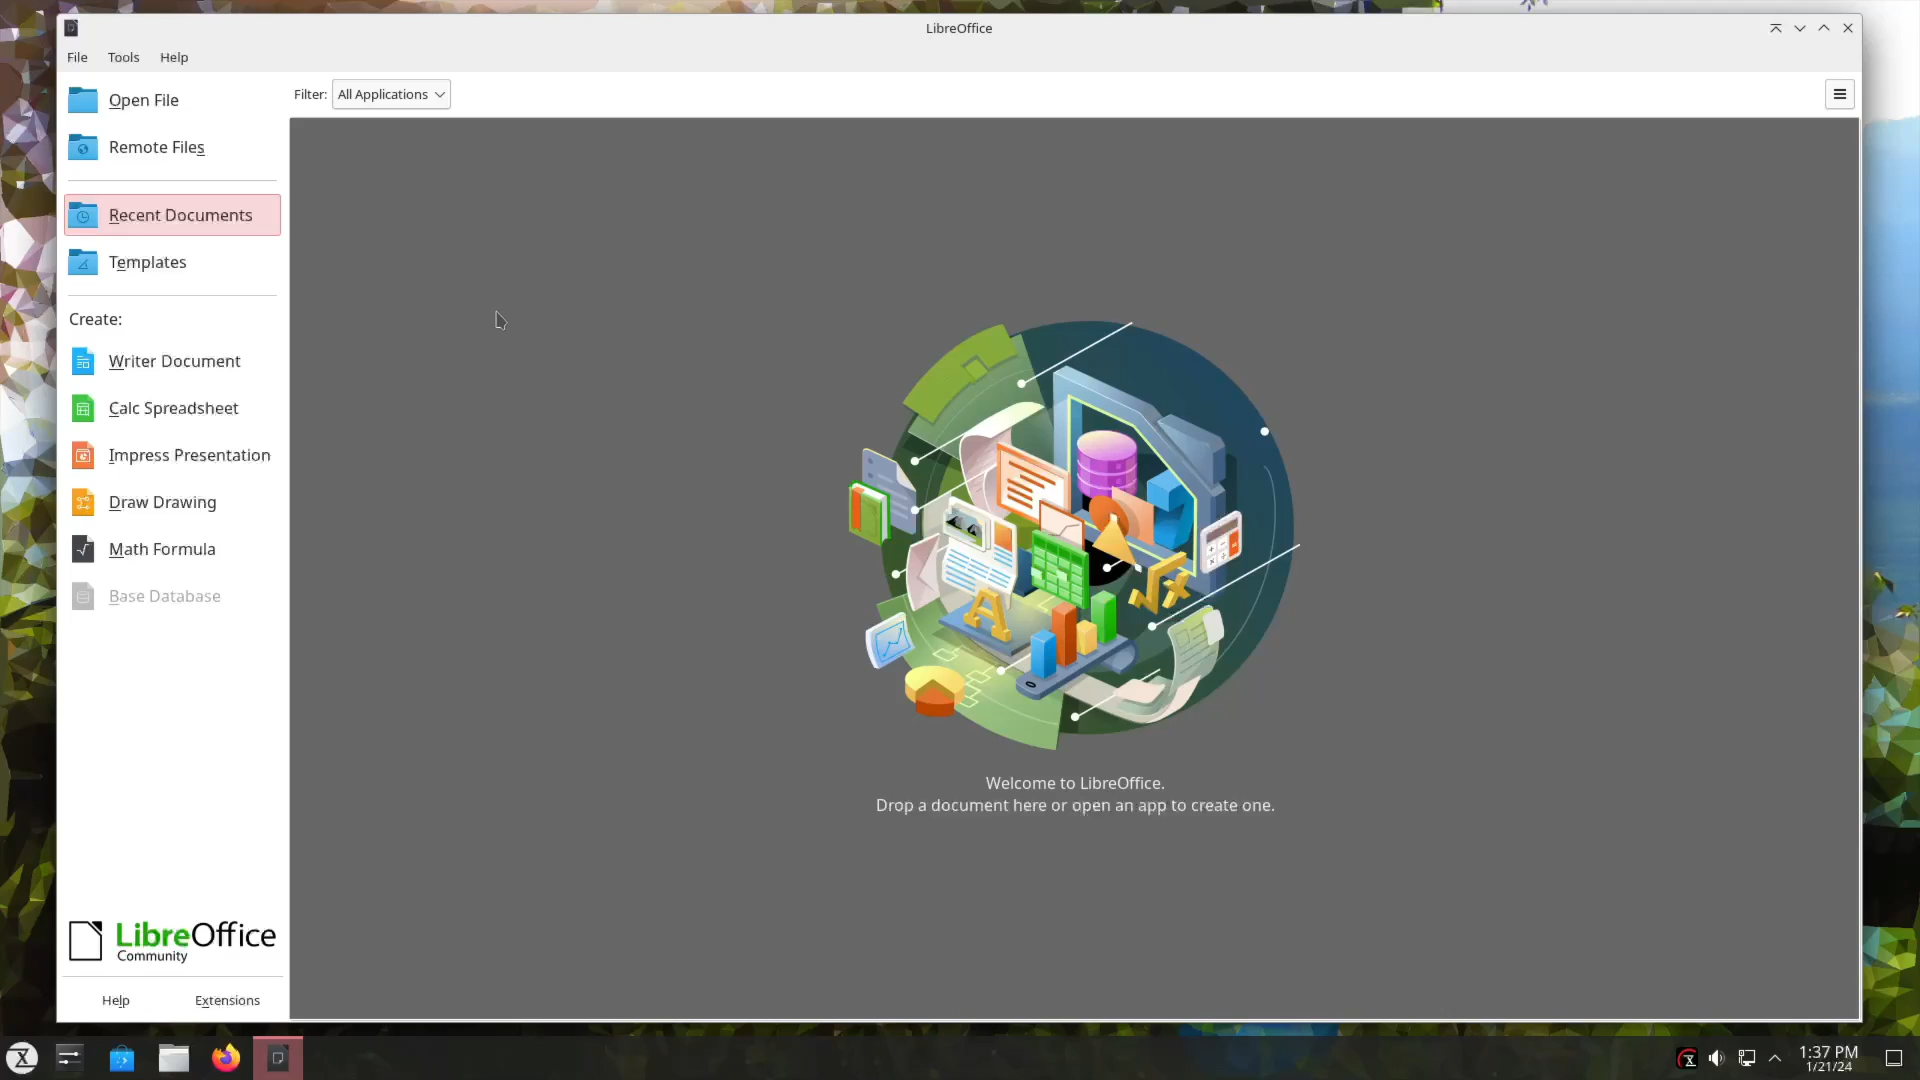 LibreOffice
File Tools Help
Open File
Filter: All Applications
Remote Files
Recent Documents
Templates
Create:
Writer Document
Calc Spreadsheet
Impress Presentation
Draw Drawing
Math Formula
Base Database
Welcome to LibreOffice.
Drop a document here or open an app to create one.
LibreOffice
Community
Help Extensions
1:37 PM
1/21/24